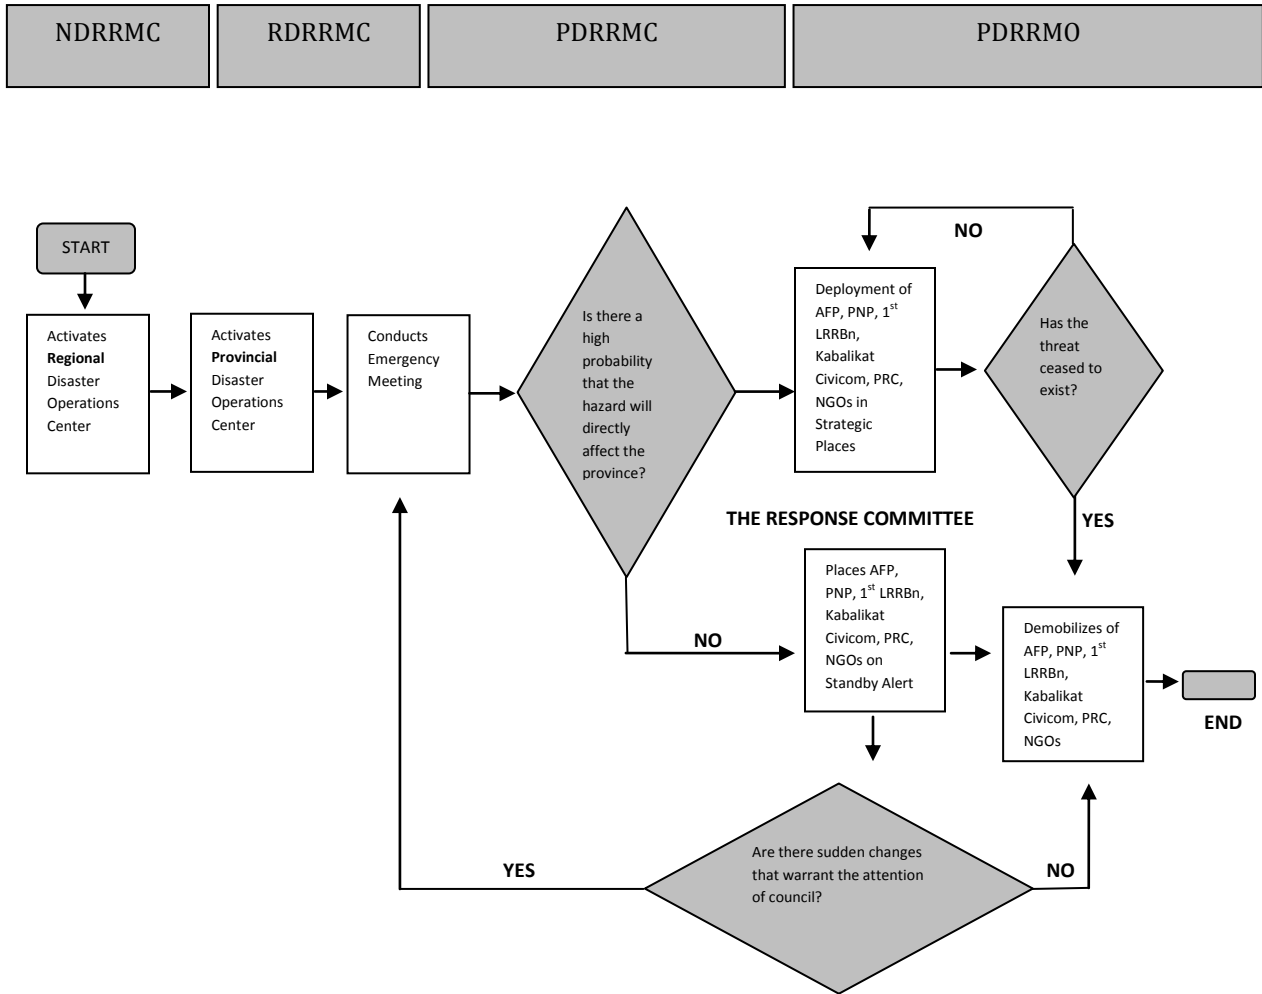 NDRRMC
RDRRMC
PDRRMC
PDRRMO
START
Activates
Regional
Disaster
Operations
Center
Activates
Provincial
Disaster
Operations
Center
Conducts
Emergency
Meeting
Is there a
high
probability
that the
hazard will
directly
affect the
province?
NO
Deployment of
AFP, PNP, 1st
LRRBn,
Kabalikat
Civicom, PRC,
NGOs in
Strategic
Places
Has the
threat
ceased to
exist?
THE RESPONSE COMMITTEE
YES
NO
Places AFP,
PNP, 1st LRRBn,
Kabalikat
Civicom, PRC,
NGOs on
Standby Alert
Demobilizes of
AFP, PNP, 1st
LRRBn,
Kabalikat
Civicom, PRC,
NGOs
END
YES
Are there sudden changes
that warrant the attention
of council?
NO